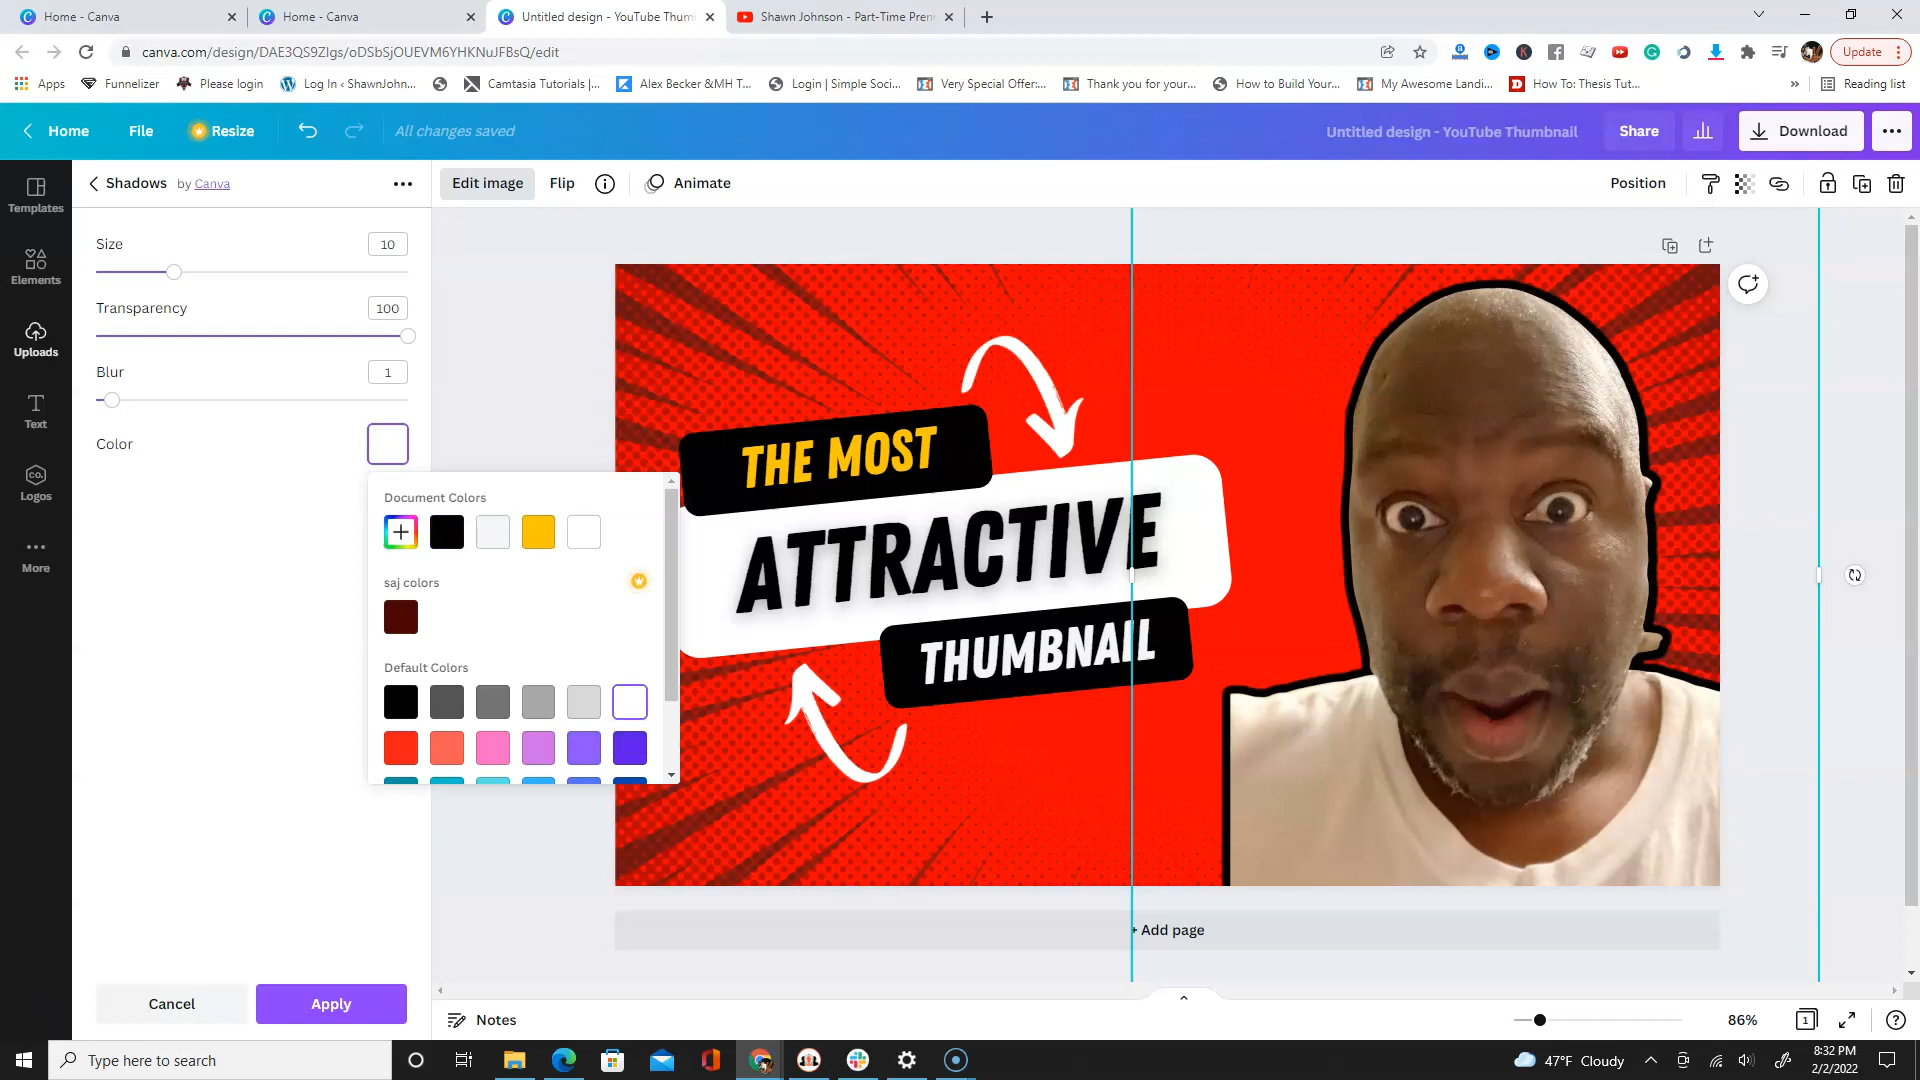 Home - Canva
Home - Canva
Untitled design - YouTube Thum
Shawn Johnson - Part-Time Pren
canva.com/design/DAE3QS9ZIgs/oDSbSjOUEVM6YHKNuJFBsQ/edit
Update
Apps
Funnelizer
Please login
Log In ‹ ShawnJohn...
Camtasia Tutorials |...
Alex Becker &MH T...
Login | Simple Soci...
Very Special Offer:...
Thank you for your...
How to Build Your...
My Awesome Landi...
How To: Thesis Tut...
Reading list
Home
File
Resize
All changes saved
Untitled design - YouTube Thumbnail
Share
Download
Templates
Elements
Uploads
Text
CO.
Logos
More
Shadows
by Canva
Edit image
Flip
Animate
Position
Size
10
Transparency
100
Blur
1
Color
Document Colors
saj colors
Default Colors
THE MOST
ATTRACTIVE
THUMBNAIL
+ Add page
Cancel
Apply
Notes
86%
1
Type here to search
47°F Cloudy
8:32 PM
2/2/2022